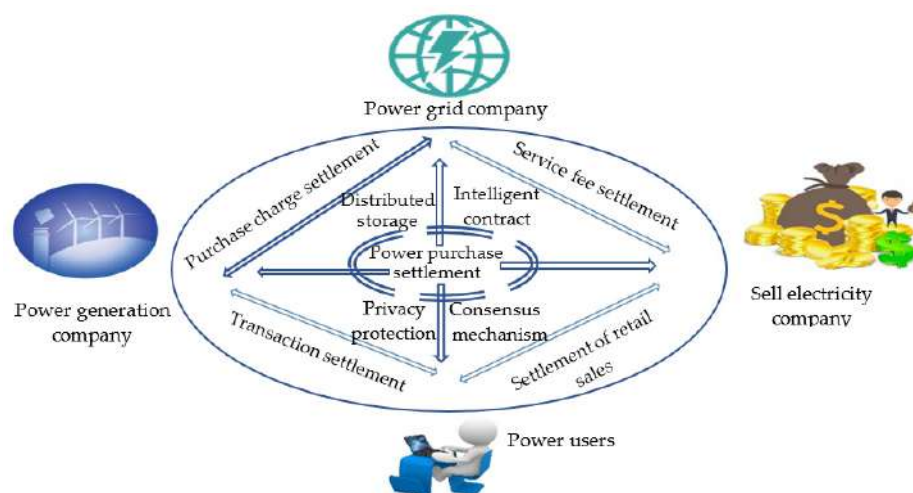 Power grid company
Purchase charge settlement
Service fee settlement
Distributed
storage
Intelligent
contract
Power purchase
settlement
Power generation
company
Sell electricity
company
Privacy
protection
Consensus
mechanism
Transaction settlement
Settlement of retail
sales
Power users